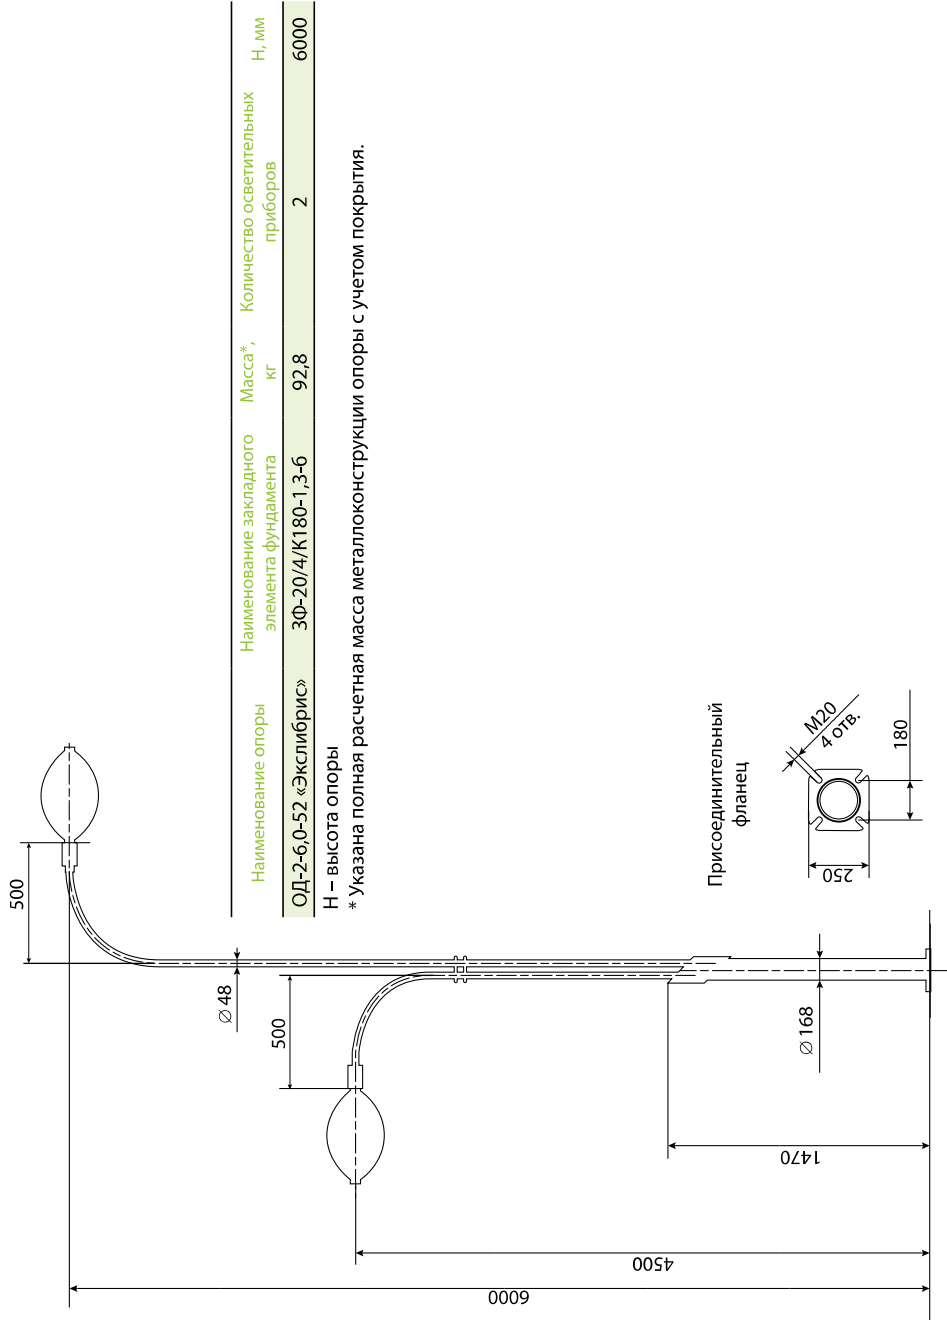 Наименование опоры
Наименование закладного
элемента фундамента
Масса*,
кг
Количество осветительных
приборов
Н, мм
ОД-2-6,0-52 «Экслибрис»
ЗФ-20/4/К180-1,3-б
92,8
2
6000
Н – высота опоры
* Указана полная расчетная масса металлоконструкции опоры с учетом покрытия.
500
∅ 48
500
Присоединительный
фланец
М20
4 отв.
180
250
∅ 168
1470
4500
6000